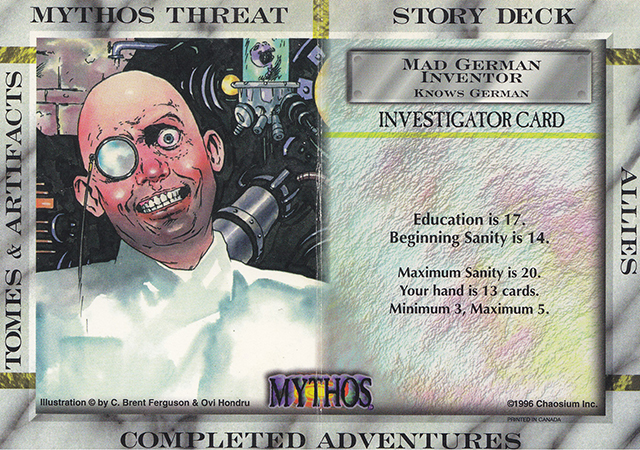 MYTHOS THREAT
STORY DECK
TOMES & ARTIFACTS
ALLIES
MAD GERMAN
INVENTOR
KNOWS GERMAN
INVESTIGATOR CARD
Education is 17.
Beginning Sanity is 14.
Maximum Sanity is 20.
Your hand is 13 cards.
Minimum 3, Maximum 5.
Illustration © by C. Brent Ferguson & Ovi Hondru
MYTHOS
©1996 Chaosium Inc.
PRINTED IN CANADA
COMPLETED ADVENTURES